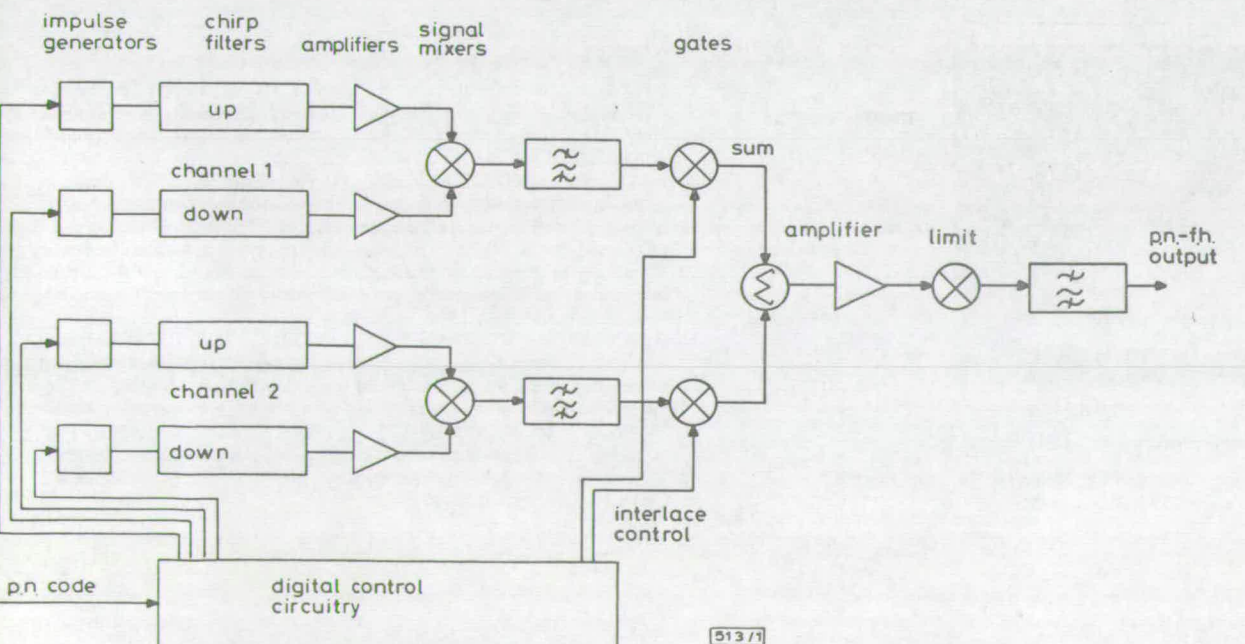 impulse
generators
chirp
filters
amplifiers
signal
mixers
gates
up
channel 1
down
sum
amplifier
limit
p.n.-f.h.
output
up
channel 2
down
interlace
control
p.n. code
digital control
circuitry
513/1